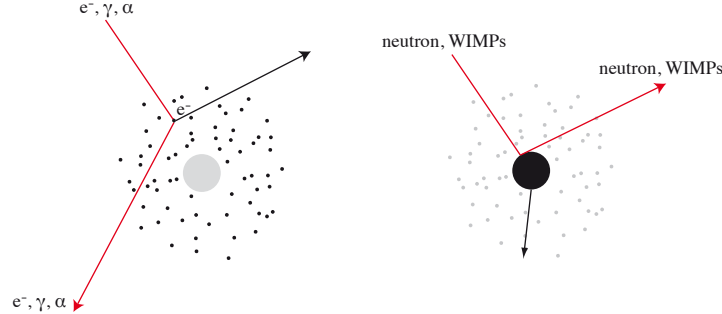 e⁻, γ, α
e⁻
e⁻, γ, α
neutron, WIMPs
neutron, WIMPs